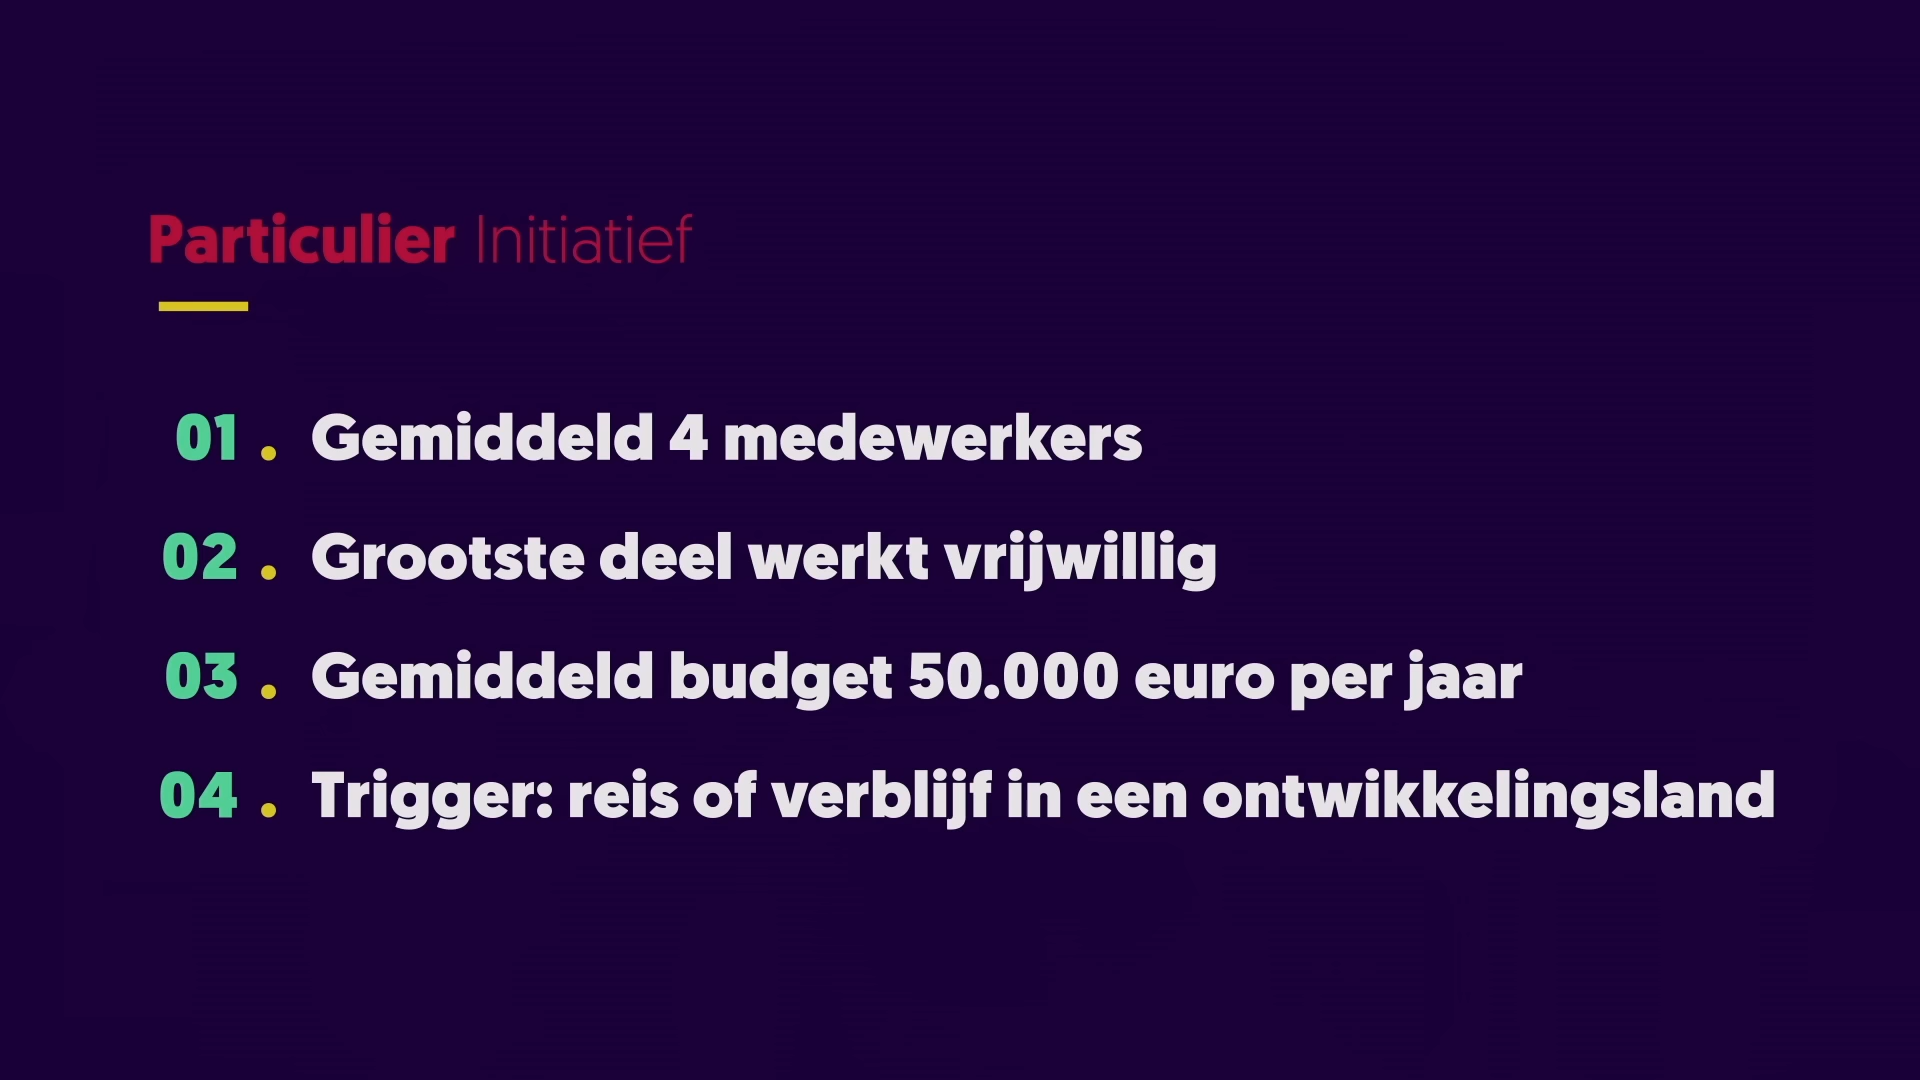 Particulier Initiatief
01 . Gemiddeld 4 medewerkers
02 . Grootste deel werkt vrijwillig
03 . Gemiddeld budget 50.000 euro per jaar
04 . Trigger: reis of verblijf in een ontwikkelingsland